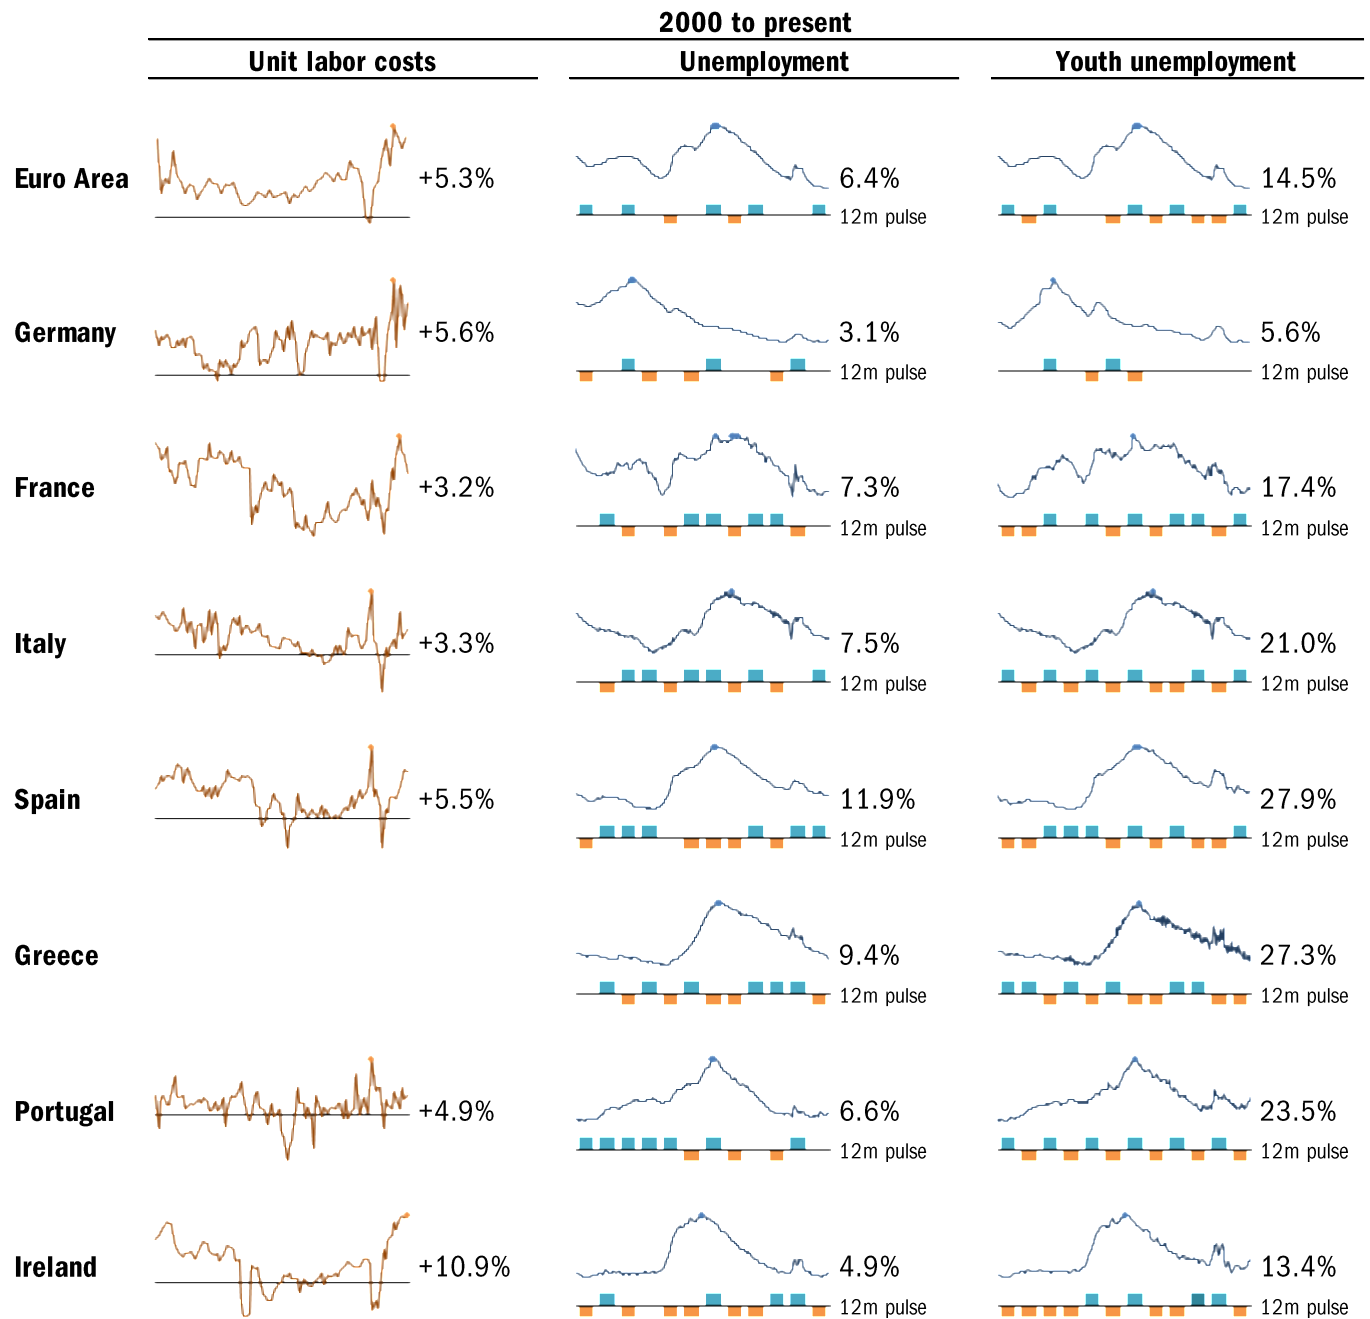 2000 to present
Unit labor costs Unemployment Youth unemployment
Euro Area +5.3% 6.4% 14.5%
12m pulse 12m pulse
Germany +5.6% 3.1% 5.6%
12m pulse 12m pulse
France +3.2% 7.3% 17.4%
12m pulse 12m pulse
Italy +3.3% 7.5% 21.0%
12m pulse 12m pulse
Spain +5.5% 11.9% 27.9%
12m pulse 12m pulse
Greece 9.4% 27.3%
12m pulse 12m pulse
Portugal +4.9% 6.6% 23.5%
12m pulse 12m pulse
Ireland +10.9% 4.9% 13.4%
12m pulse 12m pulse